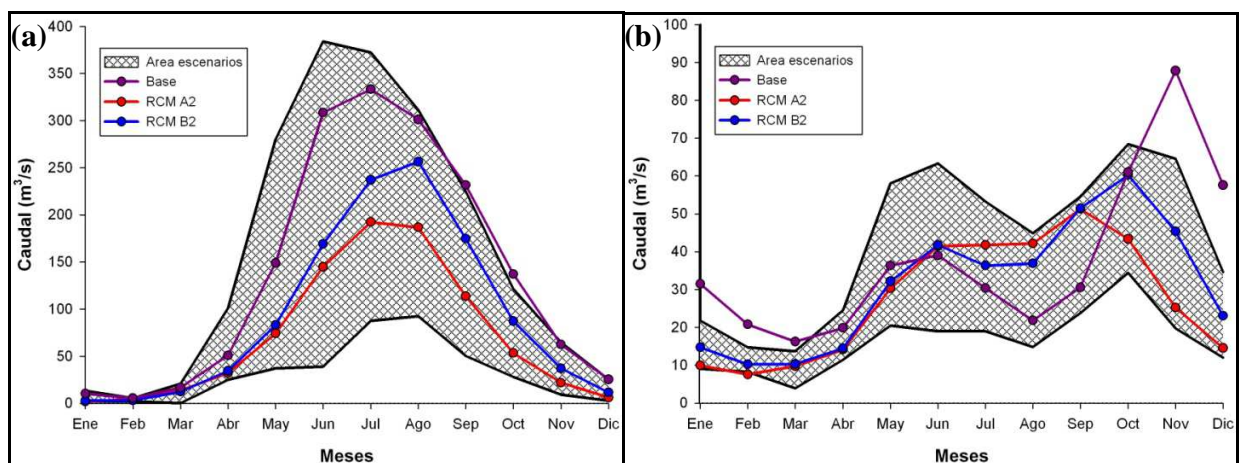 (a)
Caudal (m³/s)
400
350
300
250
200
150
100
50
0
Area escenarios
Base
RCM A2
RCM B2
Ene Feb Mar Abr May Jun Jul Ago Sep Oct Nov Dic
Meses
(b)
Caudal (m³/s)
100
90
80
70
60
50
40
30
20
10
0
Area escenarios
Base
RCM A2
RCM B2
Ene Feb Mar Abr May Jun Jul Ago Sep Oct Nov Dic
Meses